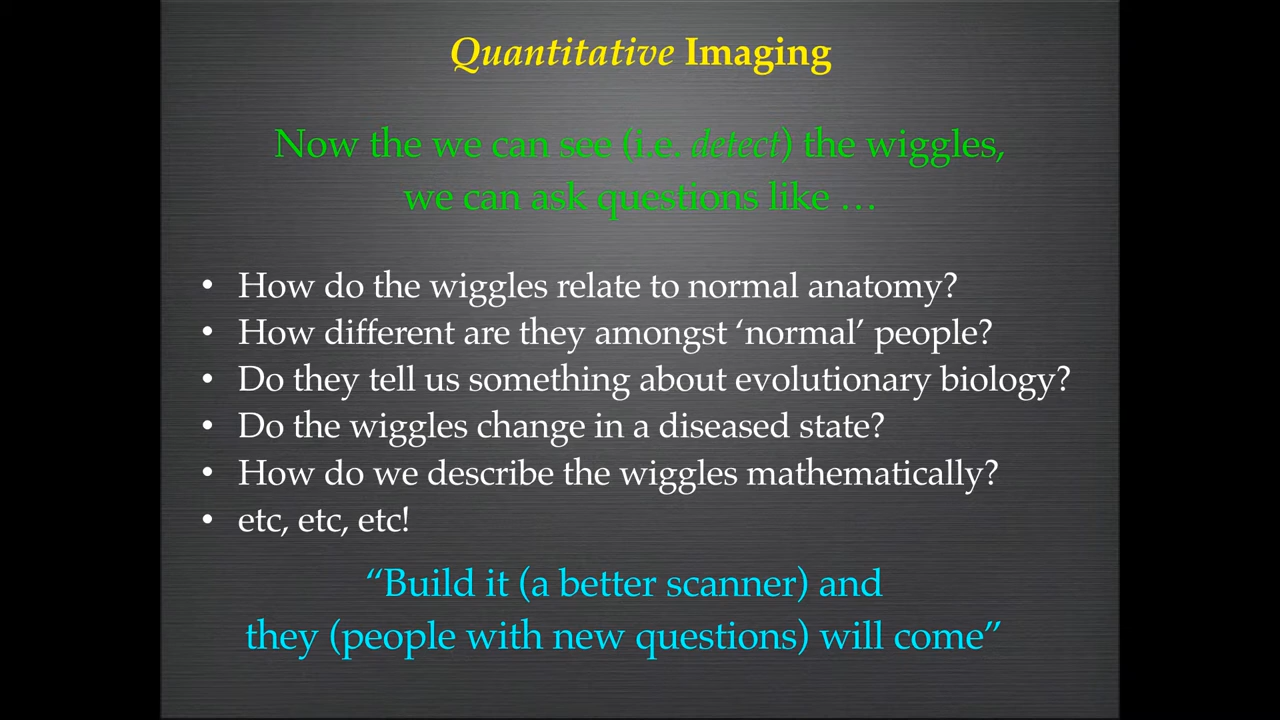 Quantitative Imaging
Now the we can see (i.e. detect) the wiggles,
we can ask questions like …
• How do the wiggles relate to normal anatomy?
• How different are they amongst ‘normal’ people?
• Do they tell us something about evolutionary biology?
• Do the wiggles change in a diseased state?
• How do we describe the wiggles mathematically?
• etc, etc, etc!
“Build it (a better scanner) and
they (people with new questions) will come”